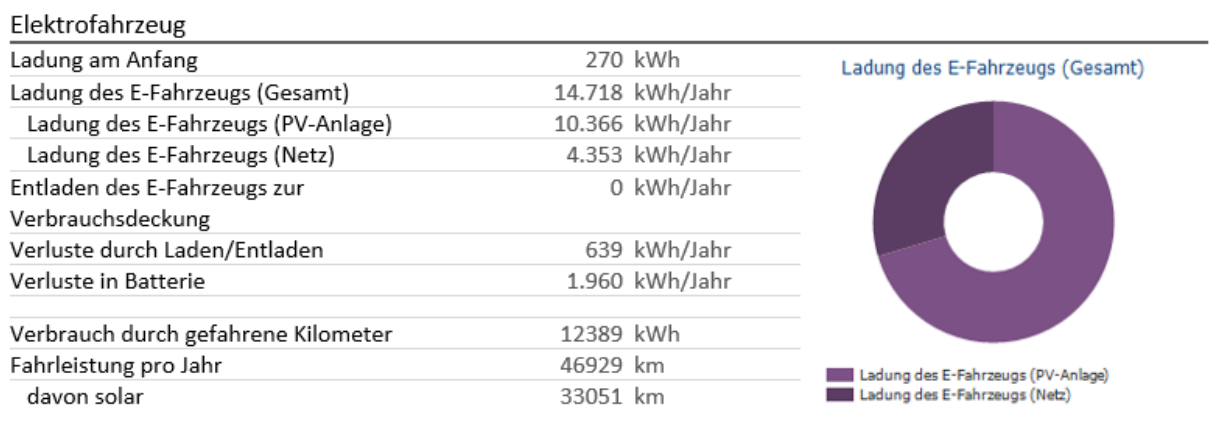 Elektrofahrzeug
Ladung am Anfang 270 kWh
Ladung des E-Fahrzeugs (Gesamt) 14.718 kWh/Jahr
Ladung des E-Fahrzeugs (PV-Anlage) 10.366 kWh/Jahr
Ladung des E-Fahrzeugs (Netz) 4.353 kWh/Jahr
Entladen des E-Fahrzeugs zur 0 kWh/Jahr
Verbrauchsdeckung
Verluste durch Laden/Entladen 639 kWh/Jahr
Verluste in Batterie 1.960 kWh/Jahr
Verbrauch durch gefahrene Kilometer 12389 kWh
Fahrleistung pro Jahr 46929 km
davon solar 33051 km
Ladung des E-Fahrzeugs (Gesamt)
Ladung des E-Fahrzeugs (PV-Anlage)
Ladung des E-Fahrzeugs (Netz)